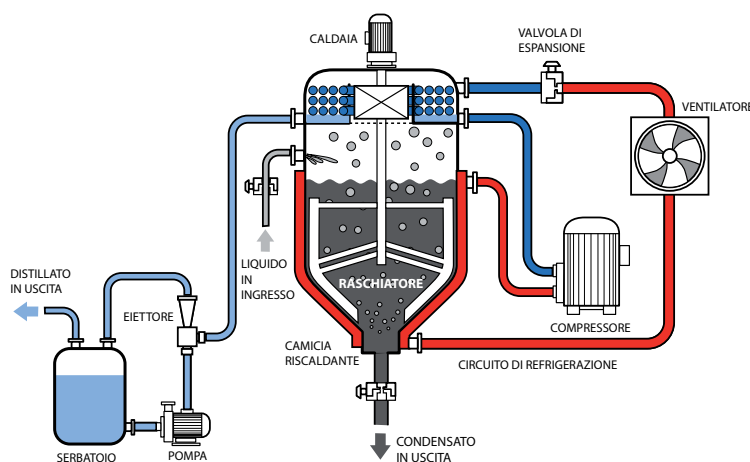 CALDAIA
VALVOLA DI
ESPANSIONE
VENTILATORE
LIQUIDO
IN
INGRESSO
RASCHIATORE
DISTILLATO
IN USCITA
EIETTORE
COMPRESSORE
CAMICIA
RISCALDANTE
CIRCUITO DI REFRIGERAZIONE
SERBATOIO
POMPA
CONDENSATO
IN USCITA